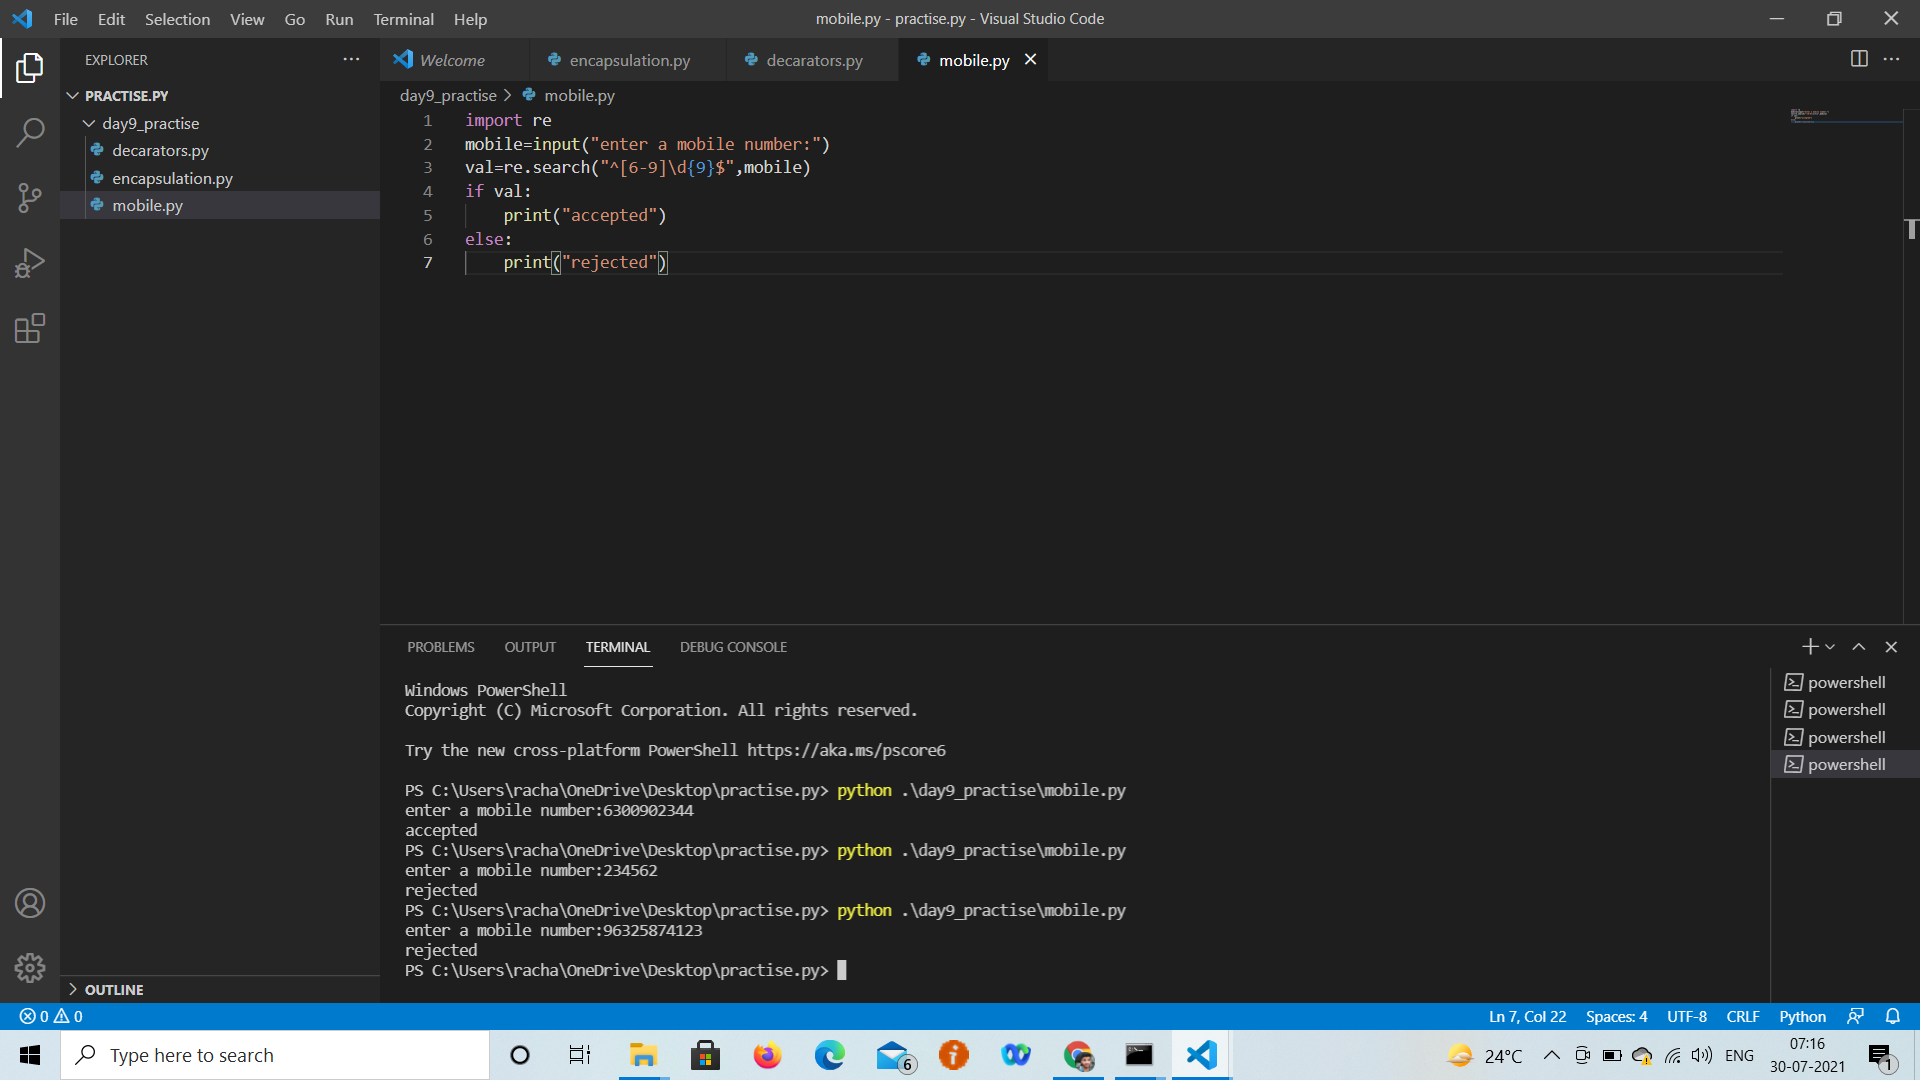 File Edit Selection View Go Run Terminal Help
mobile.py - practise.py - Visual Studio Code
EXPLORER
PRACTISE.PY
day9_practise
decarators.py
encapsulation.py
mobile.py
OUTLINE
Welcome
encapsulation.py
decarators.py
mobile.py
day9_practise > mobile.py
1 import re
2 mobile=input("enter a mobile number:")
3 val=re.search("^[6-9]\d{9}$",mobile)
4 if val:
5     print("accepted")
6 else:
7     print("rejected")
PROBLEMS OUTPUT TERMINAL DEBUG CONSOLE
Windows PowerShell
Copyright (C) Microsoft Corporation. All rights reserved.
Try the new cross-platform PowerShell https://aka.ms/pscore6
PS C:\Users\racha\OneDrive\Desktop\practise.py> python .\day9_practise\mobile.py
enter a mobile number:6300902344
accepted
PS C:\Users\racha\OneDrive\Desktop\practise.py> python .\day9_practise\mobile.py
enter a mobile number:234562
rejected
PS C:\Users\racha\OneDrive\Desktop\practise.py> python .\day9_practise\mobile.py
enter a mobile number:96325874123
rejected
PS C:\Users\racha\OneDrive\Desktop\practise.py>
powershell
powershell
powershell
powershell
0 0
Ln 7, Col 22 Spaces: 4 UTF-8 CRLF Python
Type here to search
6
24°C
ENG
07:16
30-07-2021
1